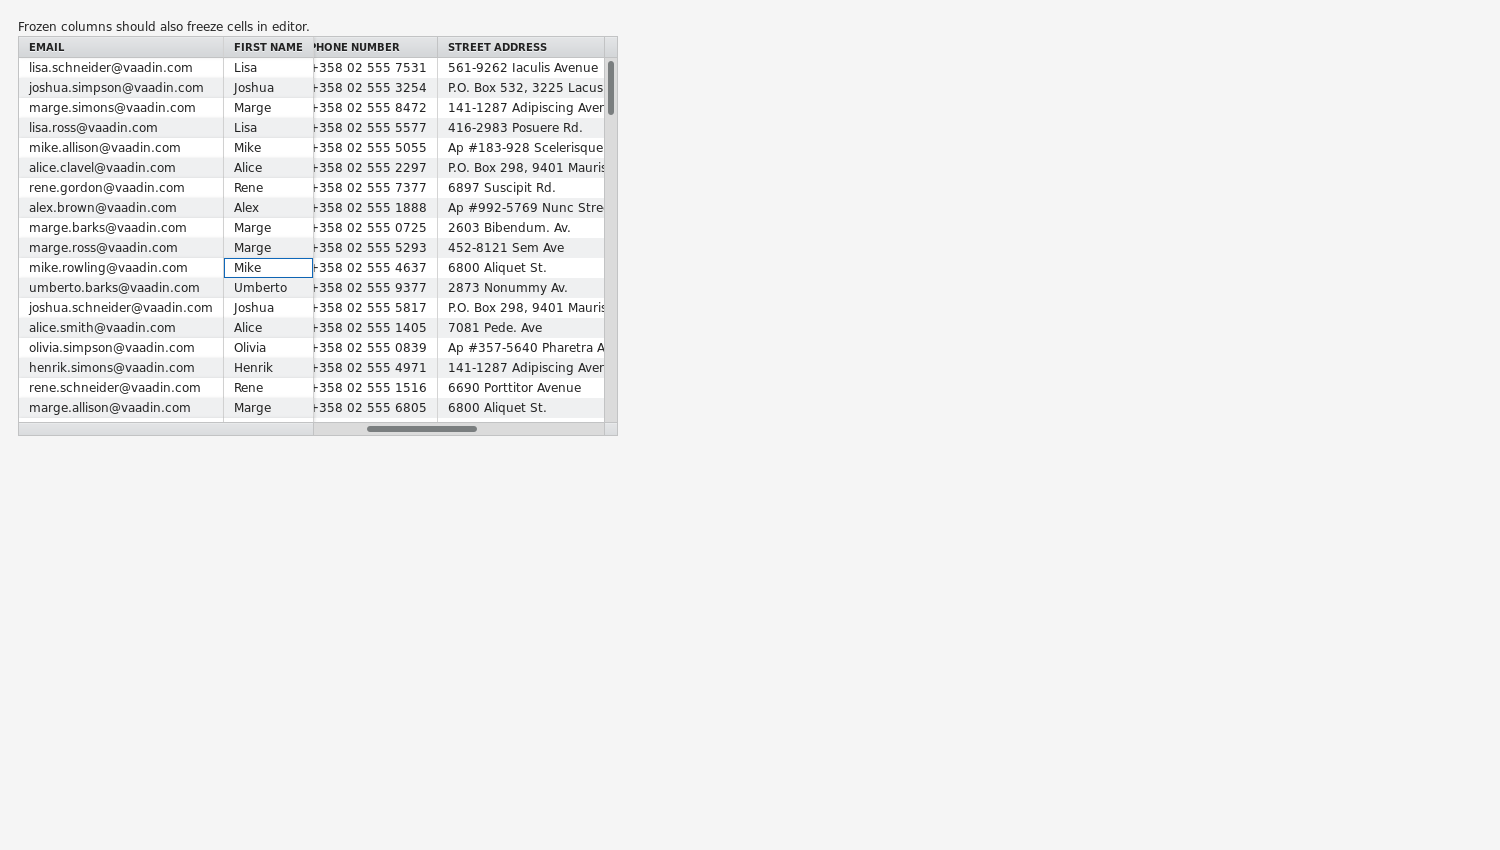 Frozen columns should also freeze cells in editor.
EMAIL FIRST NAME PHONE NUMBER STREET ADDRESS
lisa.schneider@vaadin.com Lisa +358 02 555 7531 561-9262 Iaculis Avenue
joshua.simpson@vaadin.com Joshua +358 02 555 3254 P.O. Box 532, 3225 Lacus
marge.simons@vaadin.com Marge +358 02 555 8472 141-1287 Adipiscing Aven
lisa.ross@vaadin.com Lisa +358 02 555 5577 416-2983 Posuere Rd.
mike.allison@vaadin.com Mike +358 02 555 5055 Ap #183-928 Scelerisque
alice.clavel@vaadin.com Alice +358 02 555 2297 P.O. Box 298, 9401 Mauris
rene.gordon@vaadin.com Rene +358 02 555 7377 6897 Suscipit Rd.
alex.brown@vaadin.com Alex +358 02 555 1888 Ap #992-5769 Nunc Stre
marge.barks@vaadin.com Marge +358 02 555 0725 2603 Bibendum. Av.
marge.ross@vaadin.com Marge +358 02 555 5293 452-8121 Sem Ave
mike.rowling@vaadin.com Mike +358 02 555 4637 6800 Aliquet St.
umberto.barks@vaadin.com Umberto +358 02 555 9377 2873 Nonummy Av.
joshua.schneider@vaadin.com Joshua +358 02 555 5817 P.O. Box 298, 9401 Mauris
alice.smith@vaadin.com Alice +358 02 555 1405 7081 Pede. Ave
olivia.simpson@vaadin.com Olivia +358 02 555 0839 Ap #357-5640 Pharetra A
henrik.simons@vaadin.com Henrik +358 02 555 4971 141-1287 Adipiscing Aven
rene.schneider@vaadin.com Rene +358 02 555 1516 6690 Porttitor Avenue
marge.allison@vaadin.com Marge +358 02 555 6805 6800 Aliquet St.